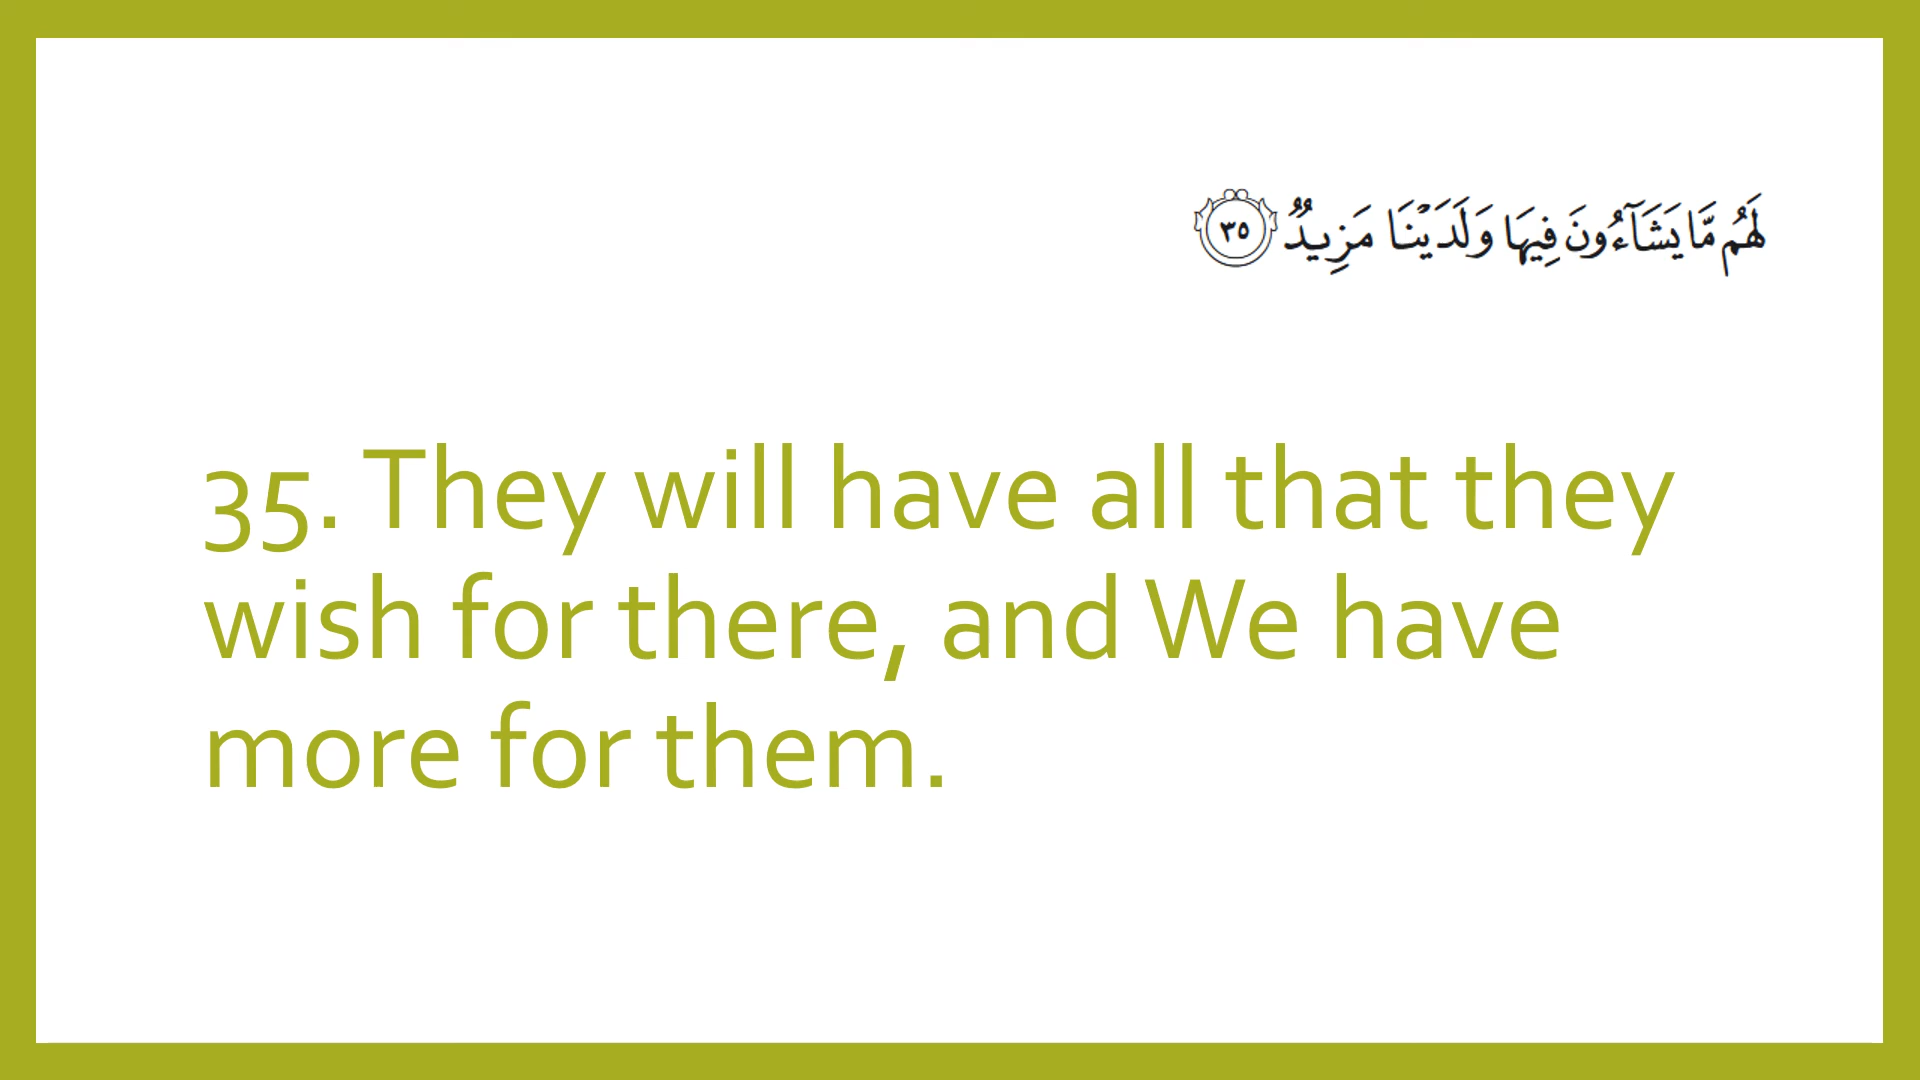 لَهُم مَّا يَشَآءُونَ فِيهَا وَلَدَيْنَا مَزِيدٌ ٣٥
35. They will have all that they
wish for there, and We have
more for them.